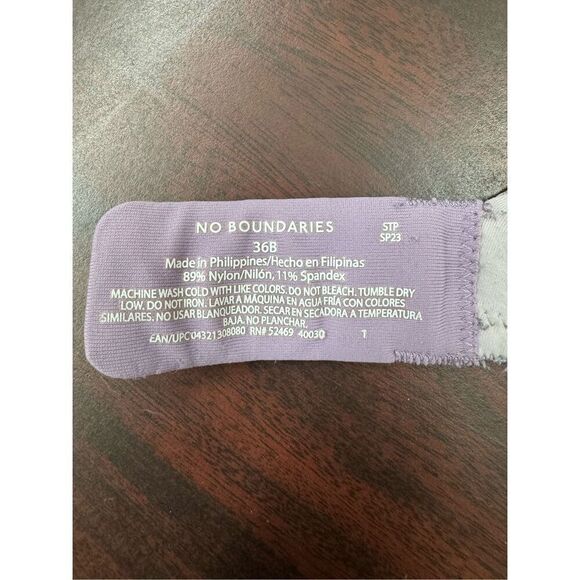 NO BOUNDARIES
36B
Made in Philippines/Hecho en Filipinas
89% Nylon/Nilón, 11% Spandex
MACHINE WASH COLD WITH LIKE COLORS. DO NOT BLEACH. TUMBLE DRY
LOW. DO NOT IRON. LAVAR A MÁQUINA EN AGUA FRÍA CON COLORES
SIMILARES. NO USAR BLANQUEADOR. SECAR EN SECADORA A TEMPERATURA
BAJA. NO PLANCHAR.
EAN/UPC 04321308080 RN# 52469 40030 1
STP
SP23